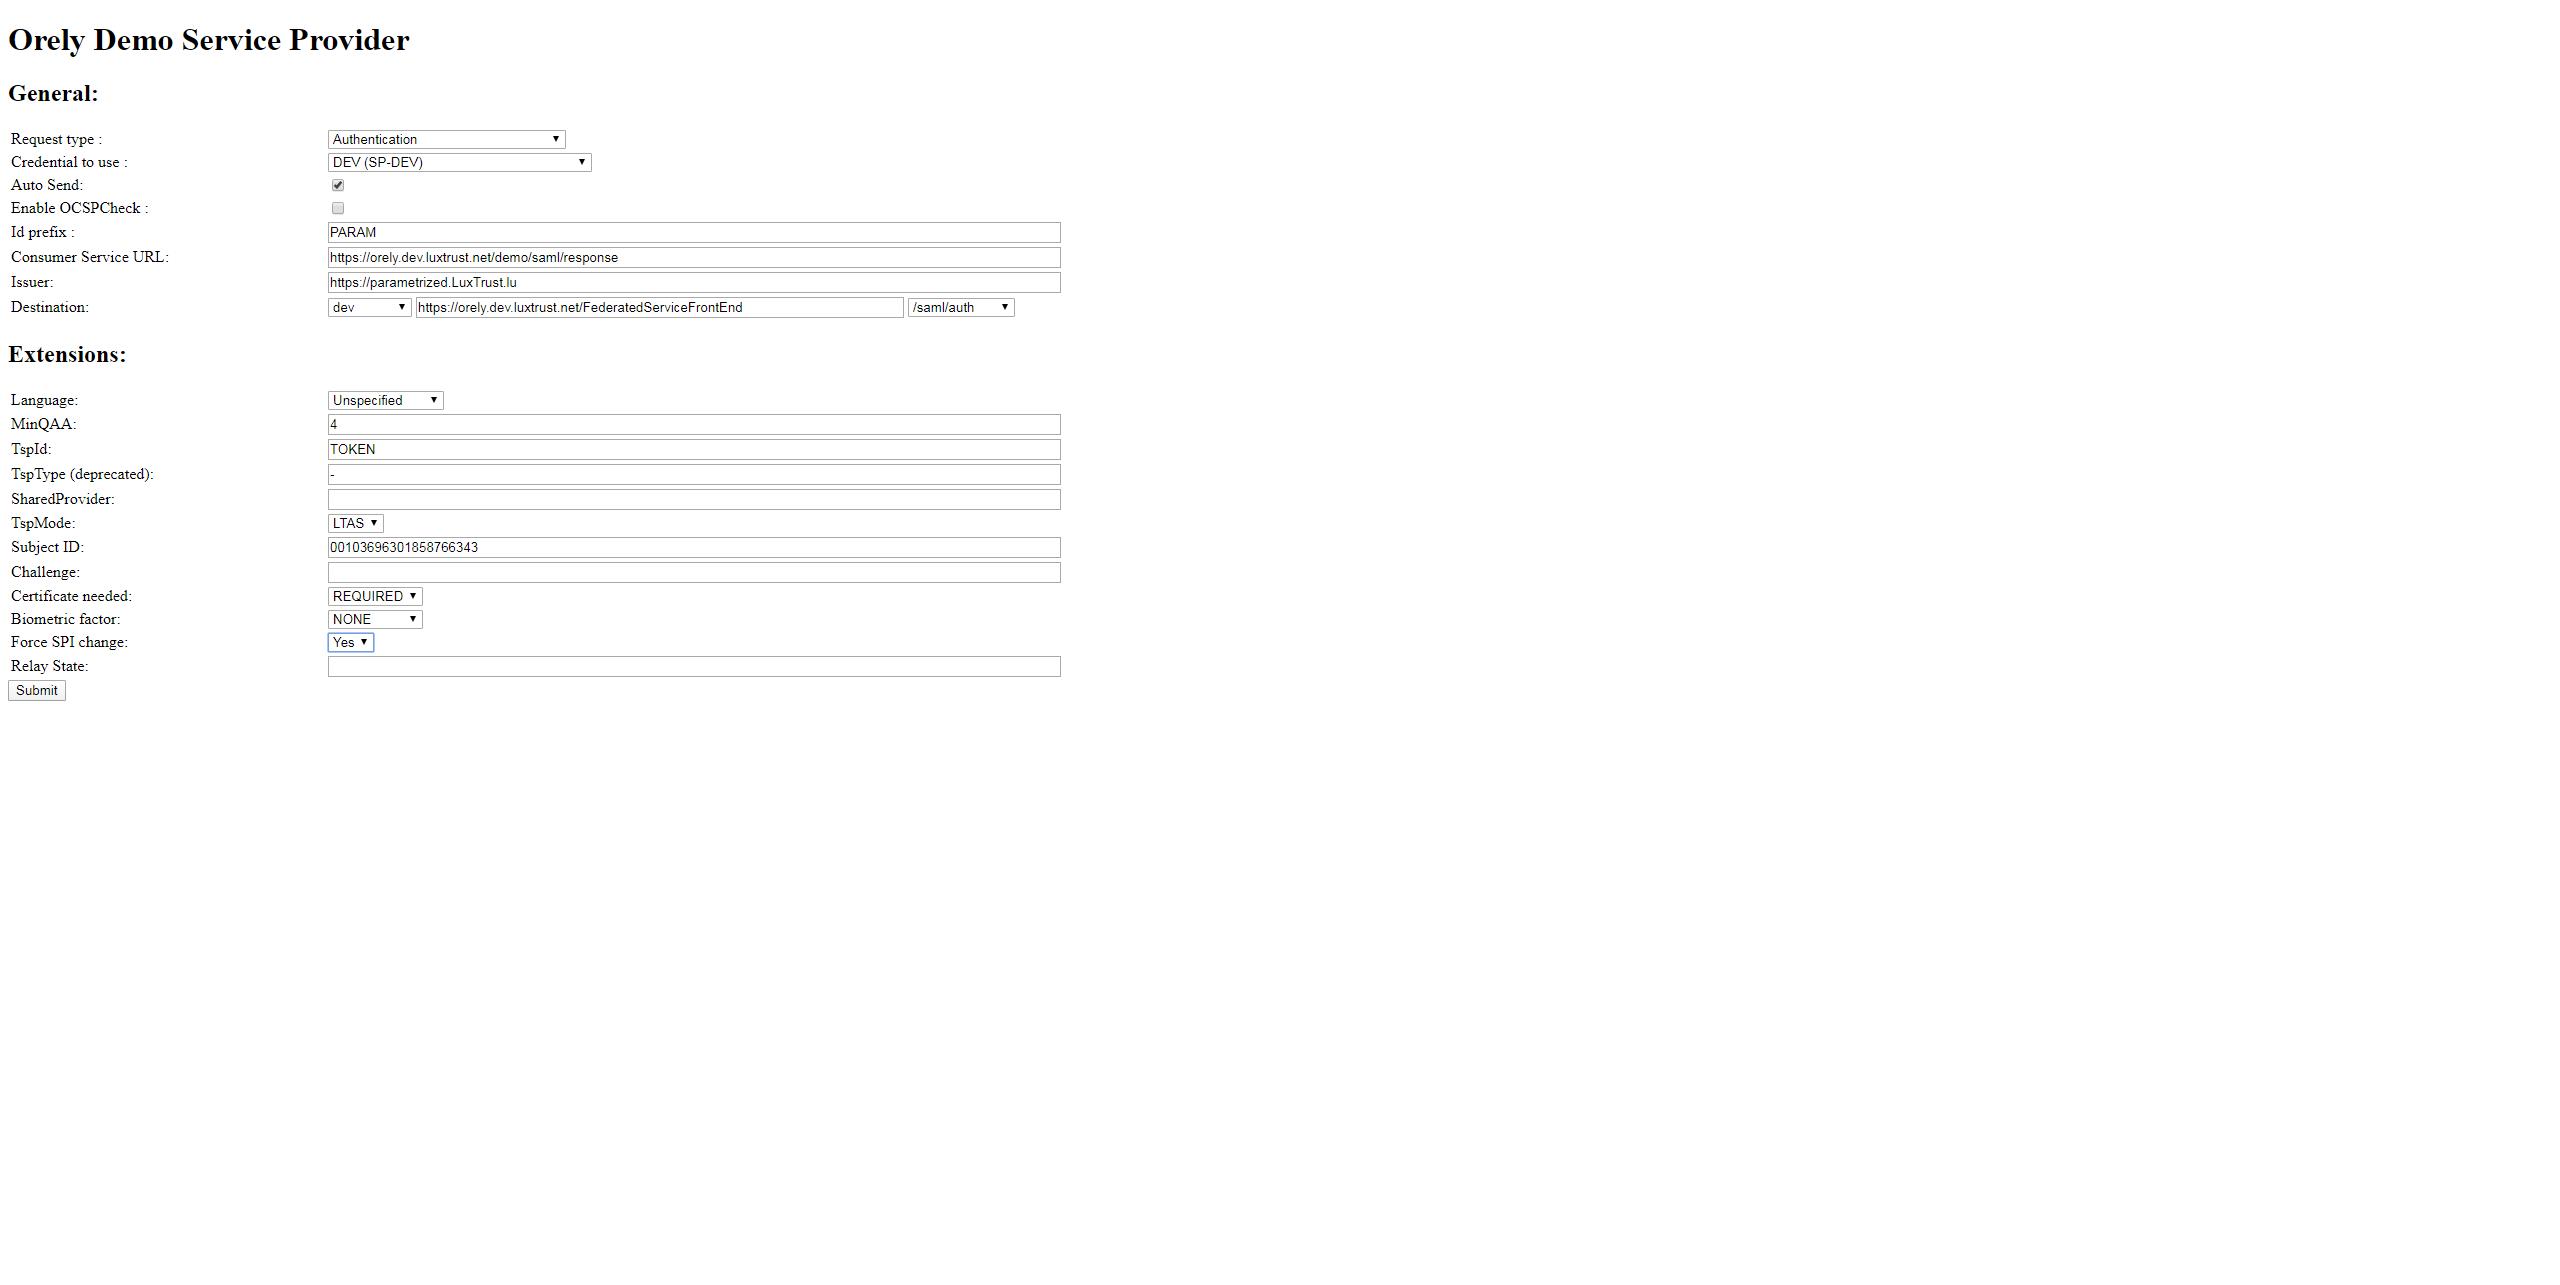 Orely Demo Service Provider
General:
Request type : Authentication
Credential to use : DEV (SP-DEV)
Auto Send:
Enable OCSPCheck :
Id prefix : PARAM
Consumer Service URL: https://orely.dev.luxtrust.net/demo/saml/response
Issuer: https://parametrized.LuxTrust.lu
Destination: dev https://orely.dev.luxtrust.net/FederatedServiceFrontEnd /saml/auth
Extensions:
Language: Unspecified
MinQAA: 4
TspId: TOKEN
TspType (deprecated): -
SharedProvider:
TspMode: LTAS
Subject ID: 00103696301858766343
Challenge:
Certificate needed: REQUIRED
Biometric factor: NONE
Force SPI change: Yes
Relay State:
Submit